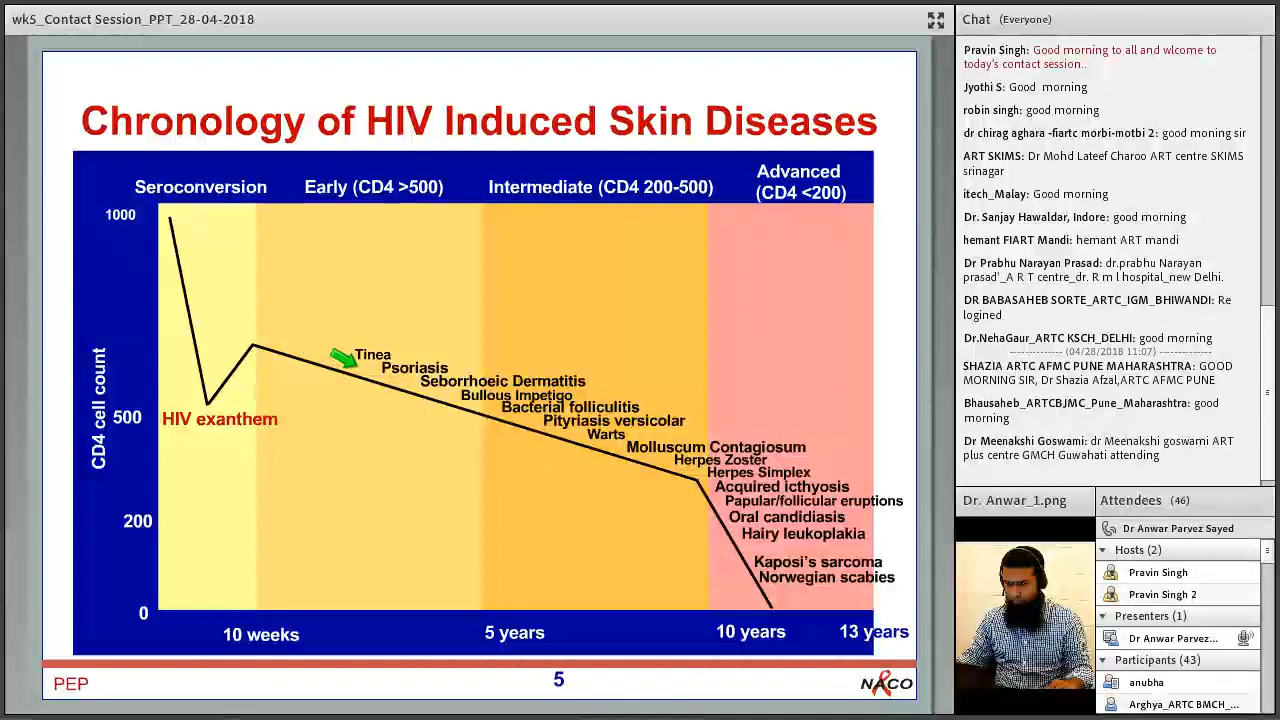 wk5_Contact Session_PPT_28-04-2018
Chronology of HIV Induced Skin Diseases
Seroconversion
Early (CD4 >500)
Intermediate (CD4 200-500)
Advanced
(CD4 <200)
1000
CD4 cell count
500
200
0
HIV exanthem
Tinea
Psoriasis
Seborrhoeic Dermatitis
Bullous Impetigo
Bacterial folliculitis
Pityriasis versicolar
Warts
Molluscum Contagiosum
Herpes Zoster
Herpes Simplex
Acquired icthyosis
Papular/follicular eruptions
Oral candidiasis
Hairy leukoplakia
Kaposi's sarcoma
Norwegian scabies
10 weeks
5 years
10 years
13 years
PEP
5
NACO
Chat (Everyone)
Pravin Singh: Good morning to all and wlcome to
today's contact session..
Jyothi S: Good morning
robin singh: good morning
dr chirag aghara -fiartc morbi-motbi 2: good moning sir
ART SKIMS: Dr Mohd Lateef Charoo ART centre SKIMS
srinagar
itech_Malay: Good morning
Dr. Sanjay Hawaldar, Indore: good morning
hemant FIART Mandi: hemant ART mandi
Dr Prabhu Narayan Prasad: dr.prabhu Narayan
prasad'_A R T centre_dr. R m l hospital_new Delhi.
DR BABASAHEB SORTE_ARTC_IGM_BHIWANDI: Re
logined
Dr.NehaGaur_ARTC KSCH_DELHI: good morning
--------------- (04/28/2018 11:07) ---------------
SHAZIA ARTC AFMC PUNE MAHARASHTRA: GOOD
MORNING SIR, Dr Shazia Afzal,ARTC AFMC PUNE
Bhausaheb_ARTCBJMC_Pune_Maharashtra: good
morning
Dr Meenakshi Goswami: dr Meenakshi goswami ART
plus centre GMCH Guwahati attending
Dr. Anwar_1.png
Attendees (46)
Dr Anwar Parvez Sayed
Hosts (2)
Pravin Singh
Pravin Singh 2
Presenters (1)
Dr Anwar Parvez...
Participants (43)
anubha
Arghya_ARTC BMCH_...